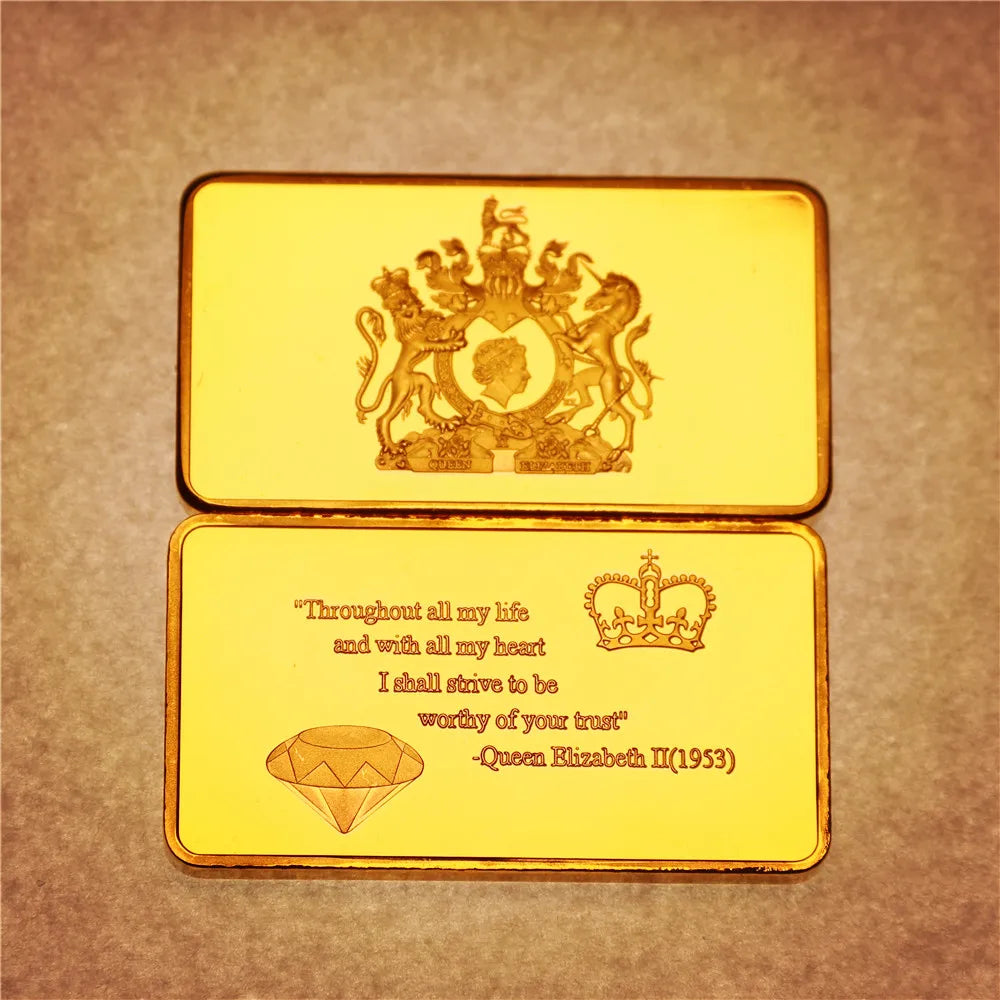 QUEEN ELIZABETH
"Throughout all my life
and with all my heart
I shall strive to be
worthy of your trust"
-Queen Elizabeth II(1953)